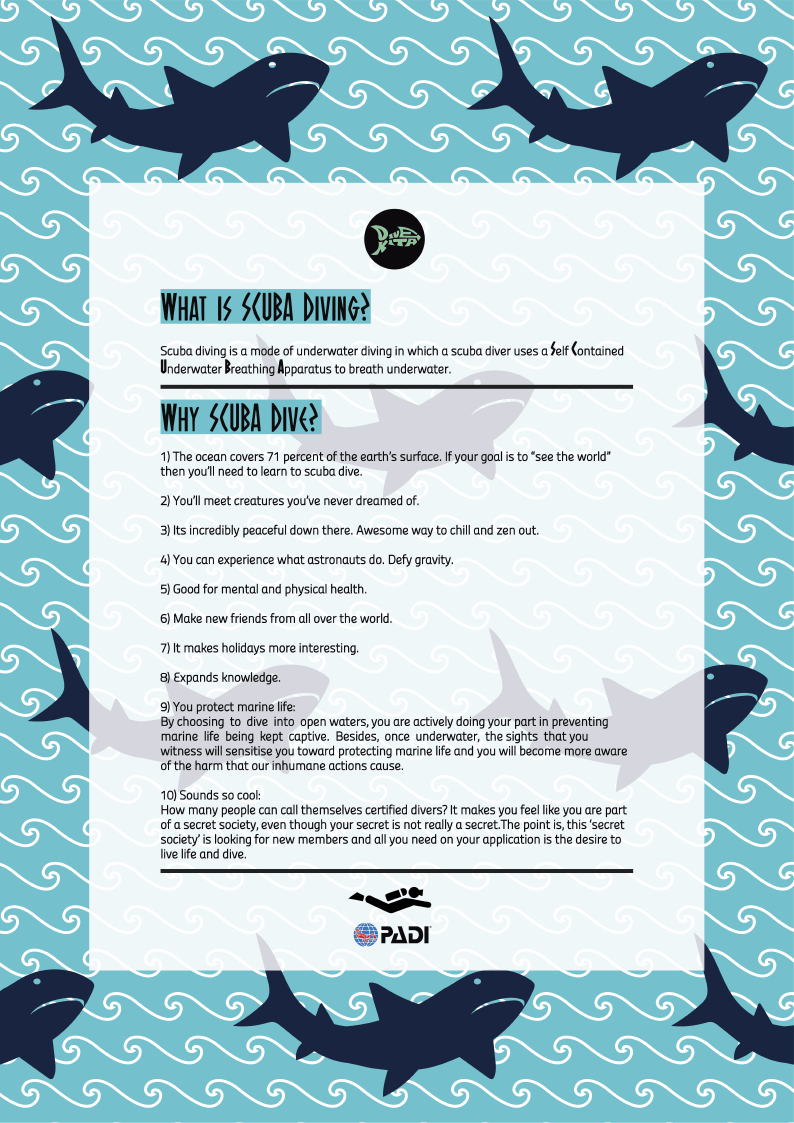 DIVE
NITR
WHAT IS SCUBA DIVING?
Scuba diving is a mode of underwater diving in which a scuba diver uses a Self Contained
Underwater Breathing Apparatus to breath underwater.
WHY SCUBA DIVE?
1) The ocean covers 71 percent of the earth's surface. If your goal is to “see the world”
then you'll need to learn to scuba dive.
2) You'll meet creatures you've never dreamed of.
3) Its incredibly peaceful down there. Awesome way to chill and zen out.
4) You can experience what astronauts do. Defy gravity.
5) Good for mental and physical health.
6) Make new friends from all over the world.
7) It makes holidays more interesting.
8) Expands knowledge.
9) You protect marine life:
By choosing to dive into open waters, you are actively doing your part in preventing
marine life being kept captive. Besides, once underwater, the sights that you
witness will sensitise you toward protecting marine life and you will become more aware
of the harm that our inhumane actions cause.
10) Sounds so cool:
How many people can call themselves certified divers? It makes you feel like you are part
of a secret society, even though your secret is not really a secret.The point is, this ‘secret
society’ is looking for new members and all you need on your application is the desire to
live life and dive.
PADI